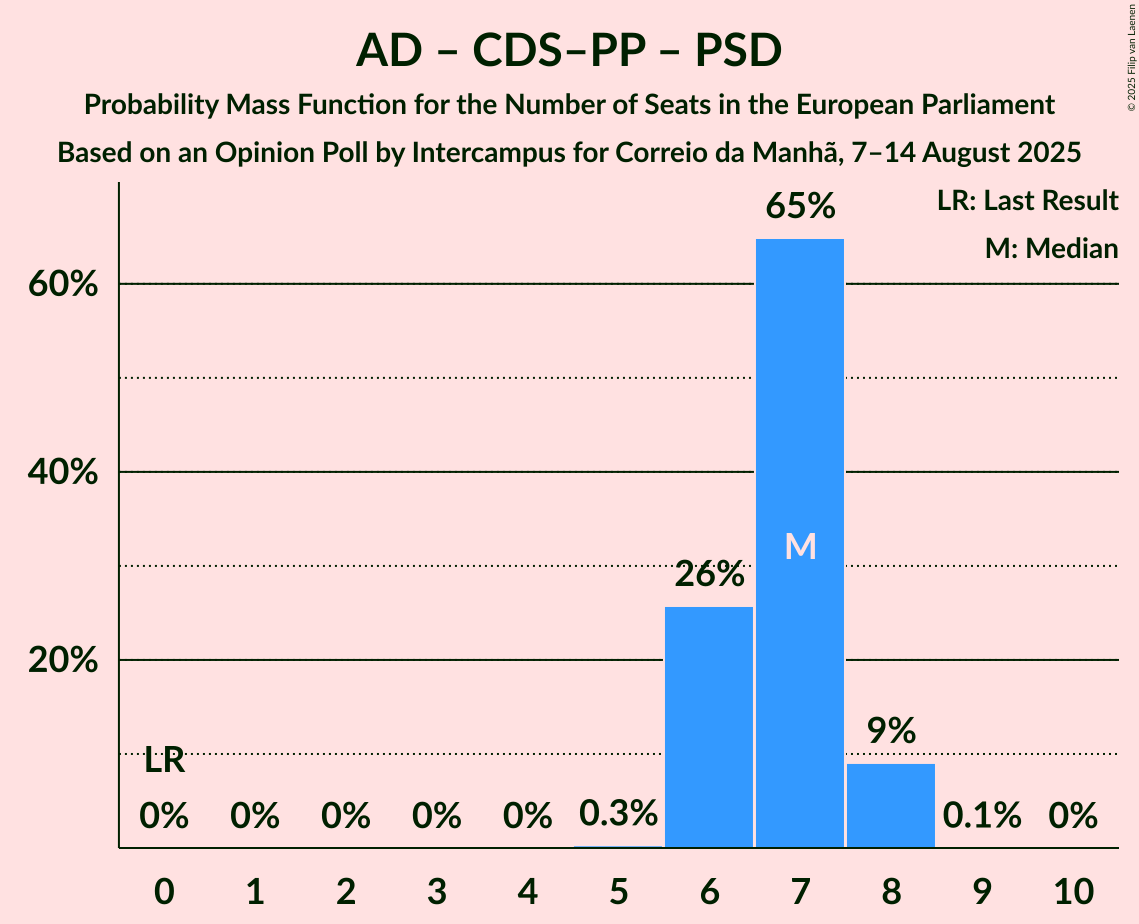 AD – CDS–PP – PSD
Probability Mass Function for the Number of Seats in the European Parliament
Based on an Opinion Poll by Intercampus for Correio da Manhã, 7–14 August 2025
© 2025 Filip van Laenen
LR: Last Result
M: Median
65%
60%
40%
M
26%
20%
9%
LR
0%
0%
0%
0%
0%
0.3%
0.1%
0%
0 1 2 3 4 5 6 7 8 9 10